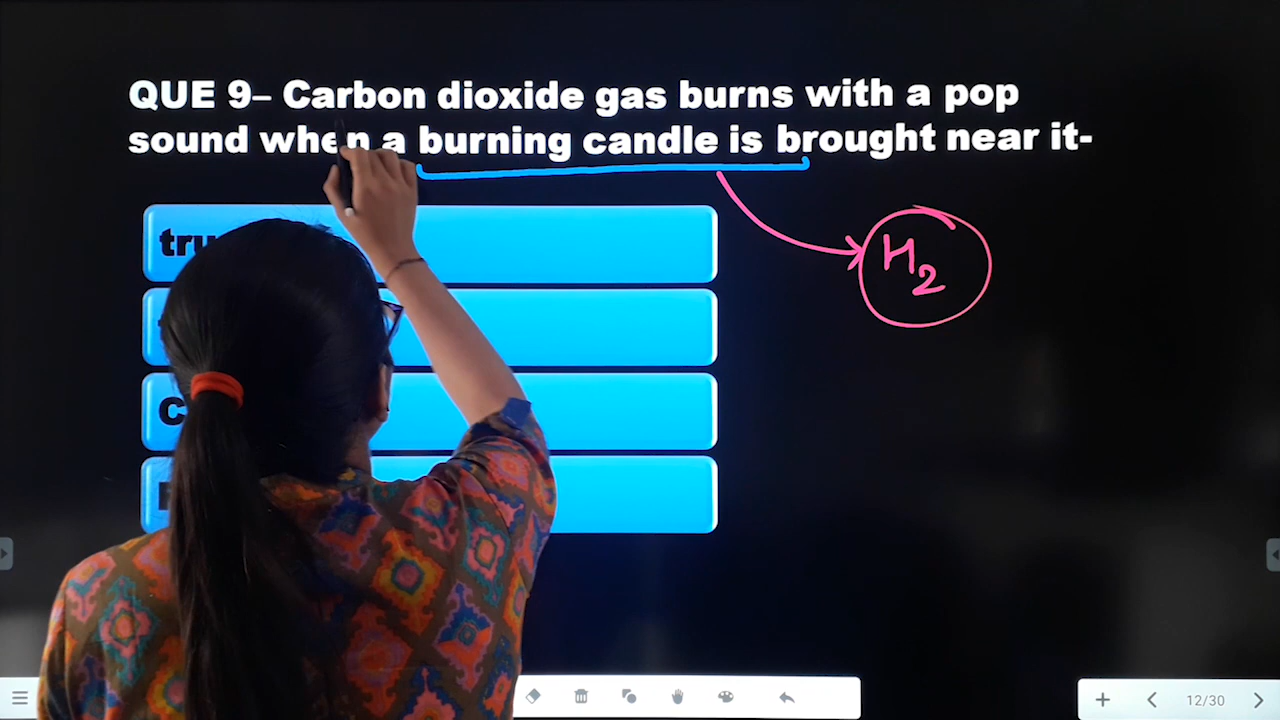 QUE 9– Carbon dioxide gas burns with a pop
sound when a burning candle is brought near it-
H2
12/30